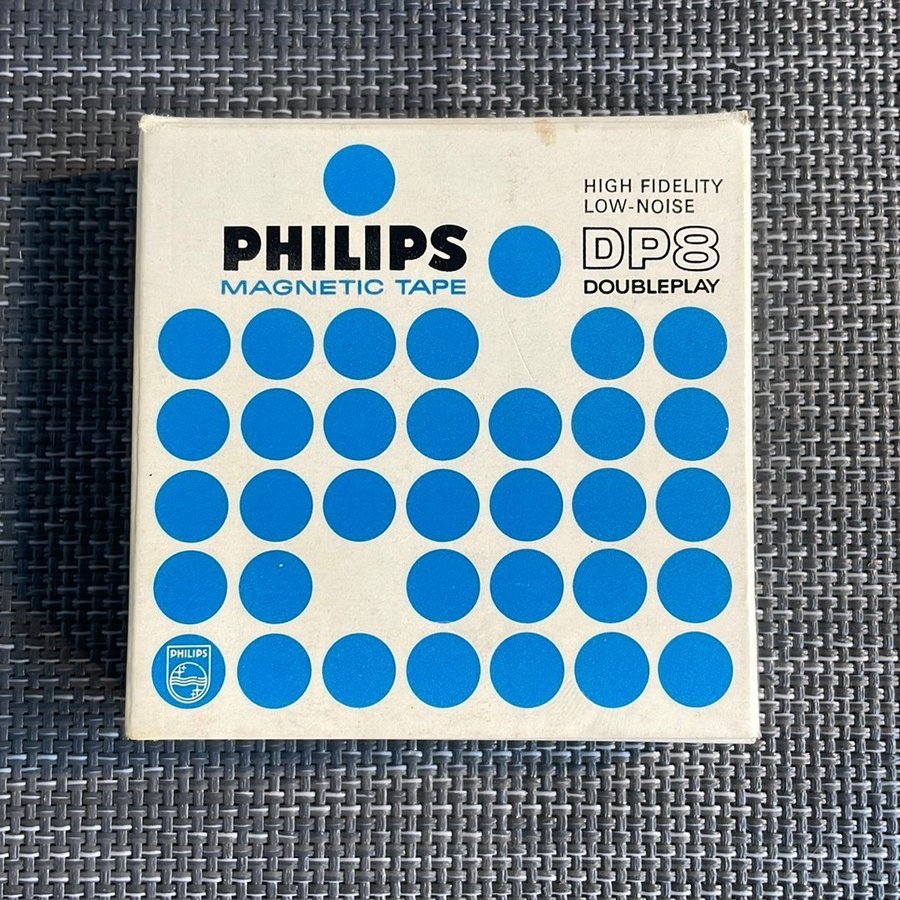 HIGH FIDELITY
LOW-NOISE
PHILIPS
MAGNETIC TAPE
DP8
DOUBLEPLAY
PHILIPS